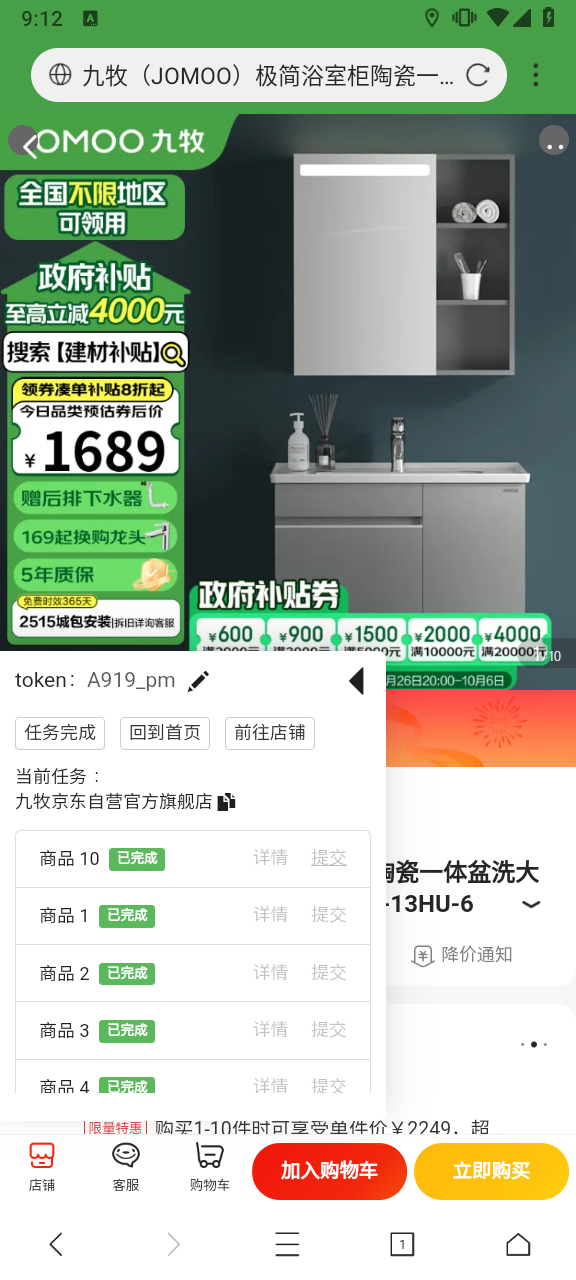 9:12
A
九牧（JOMOO）极简浴室柜陶瓷一...
JOMOO 九牧
全国不限地区
可领用
政府补贴
至高立减4000元
搜索【建材补贴】
领券凑单补贴8折起
今日品类预估券后价
¥1689
赠后排下水器
169起换购龙头
5年质保
免费时效365天
2515城包安装|拆旧详询客服
政府补贴券
¥600 ¥900 ¥1500 ¥2000 ¥4000
满10000元 满20000元
/10
月26日20:00-10月6日
token： A919_pm
任务完成 回到首页 前往店铺
当前任务：
九牧京东自营官方旗舰店
商品 10 已完成 详情 提交
商品 1 已完成 详情 提交
商品 2 已完成 详情 提交
商品 3 已完成 详情 提交
商品 4 已完成 详情 提交
陶瓷一体盆洗大
-13HU-6
降价通知
限量特惠 购买1-10件时可享受单件价￥2249，超...
店铺 客服 购物车 加入购物车 立即购买
1